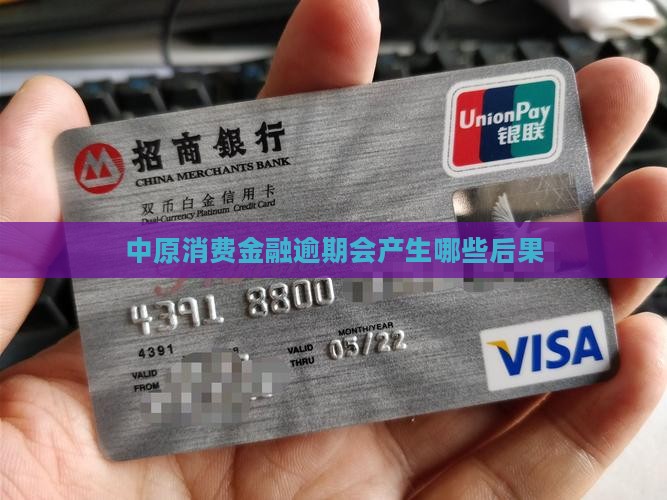 招商銀行
CHINA MERCHANTS BANK
双币白金信用卡
Dual-Currency Platinum Credit Card
UnionPay
银联
中原消费金融逾期会产生哪些后果
4391 8800
4391
MONTH/YEAR
VALID THRU 05/22
VALID FROM
VISA